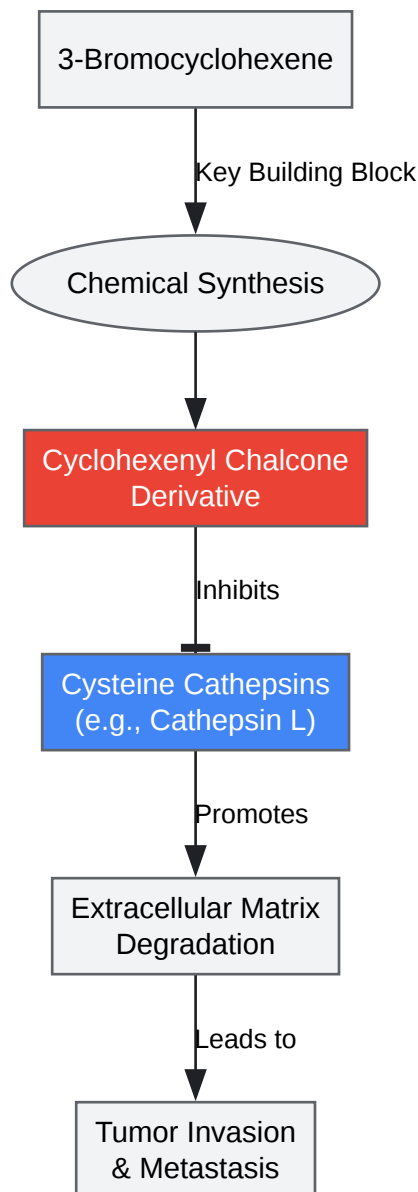 3-Bromocyclohexene
Key Building Block
Chemical Synthesis
Cyclohexenyl Chalcone
Derivative
Inhibits
Cysteine Cathepsins
(e.g., Cathepsin L)
Promotes
Extracellular Matrix
Degradation
Leads to
Tumor Invasion
& Metastasis